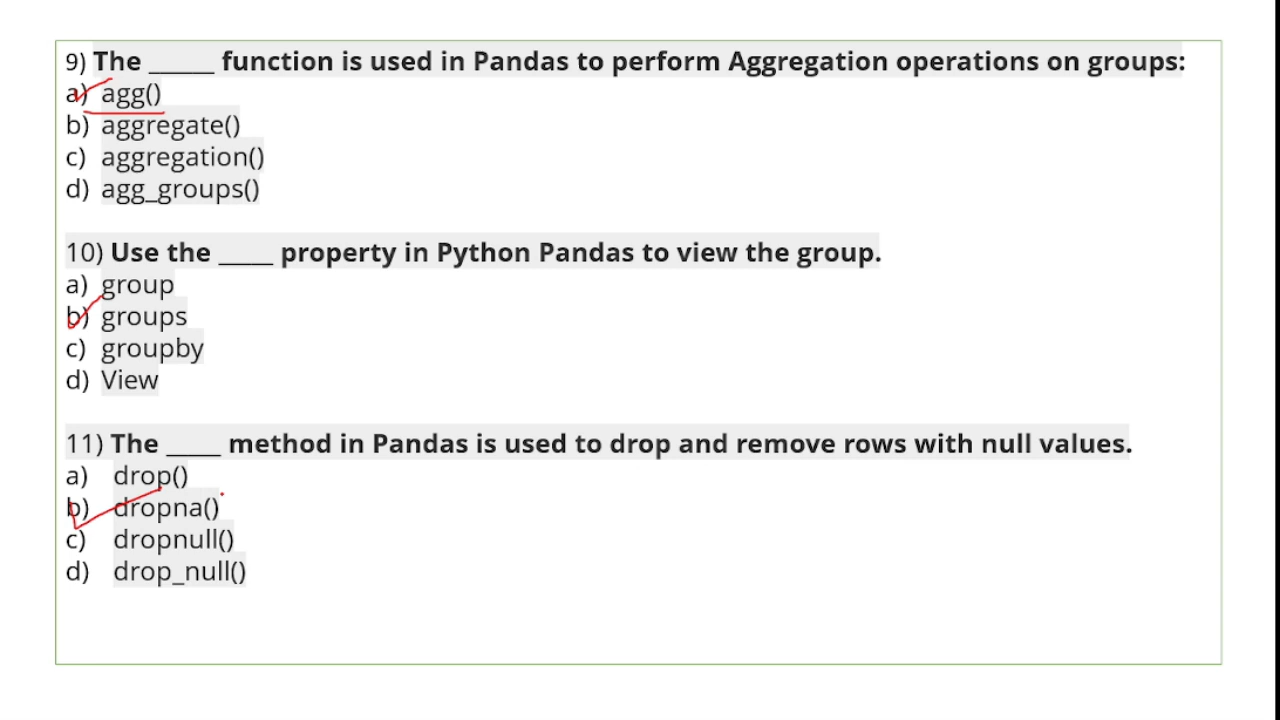 9) The _____ function is used in Pandas to perform Aggregation operations on groups:
a) agg()
b) aggregate()
c) aggregation()
d) agg_groups()
10) Use the ____ property in Python Pandas to view the group.
a) group
b) groups
c) groupby
d) View
11) The ____ method in Pandas is used to drop and remove rows with null values.
a) drop()
b) dropna()
c) dropnull()
d) drop_null()